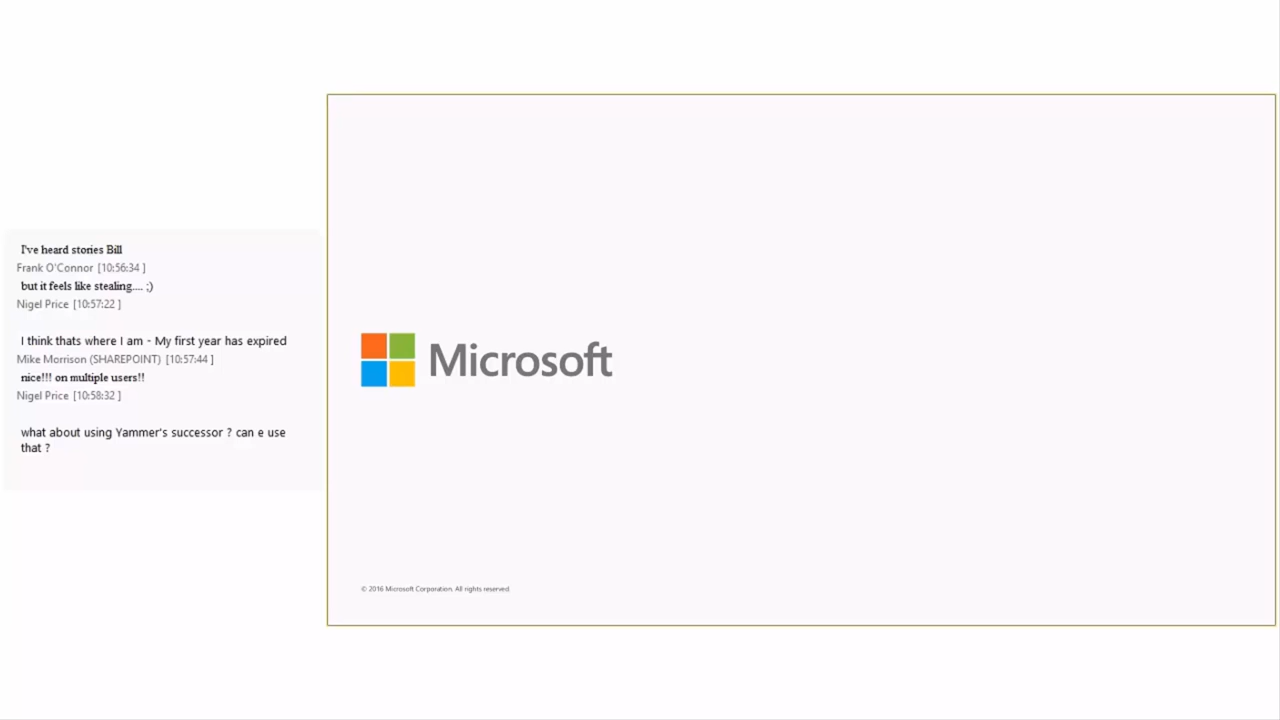 I've heard stories Bill
Frank O'Connor [10:56:34 ]
but it feels like stealing.... ;)
Nigel Price [10:57:22 ]
I think thats where I am - My first year has expired
Mike Morrison (SHAREPOINT) [10:57:44 ]
nice!!! on multiple users!!
Nigel Price [10:58:32 ]
what about using Yammer's successor ? can e use
that ?
Microsoft
© 2016 Microsoft Corporation. All rights reserved.